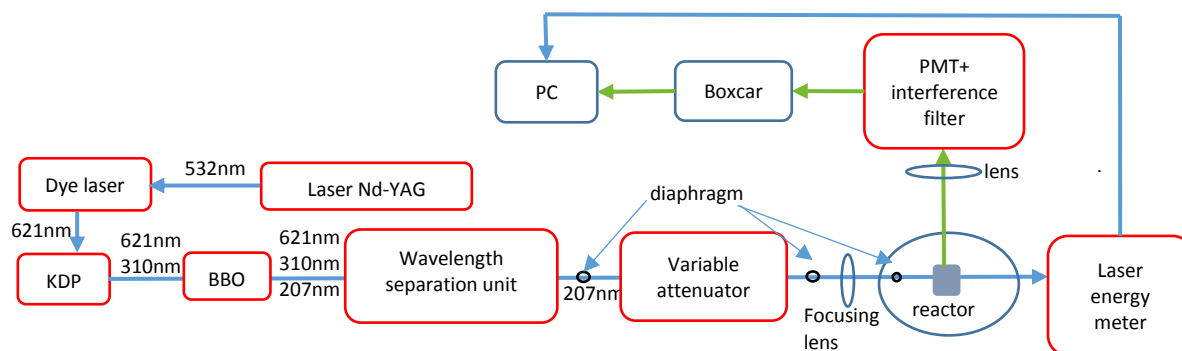 PC
Boxcar
PMT+
interference
filter
532nm
Dye laser
Laser Nd-YAG
lens
diaphragm
621nm
621nm
310nm
621nm
310nm
207nm
KDP
BBO
Wavelength
separation unit
207nm
Variable
attenuator
Focusing
lens
reactor
Laser
energy
meter